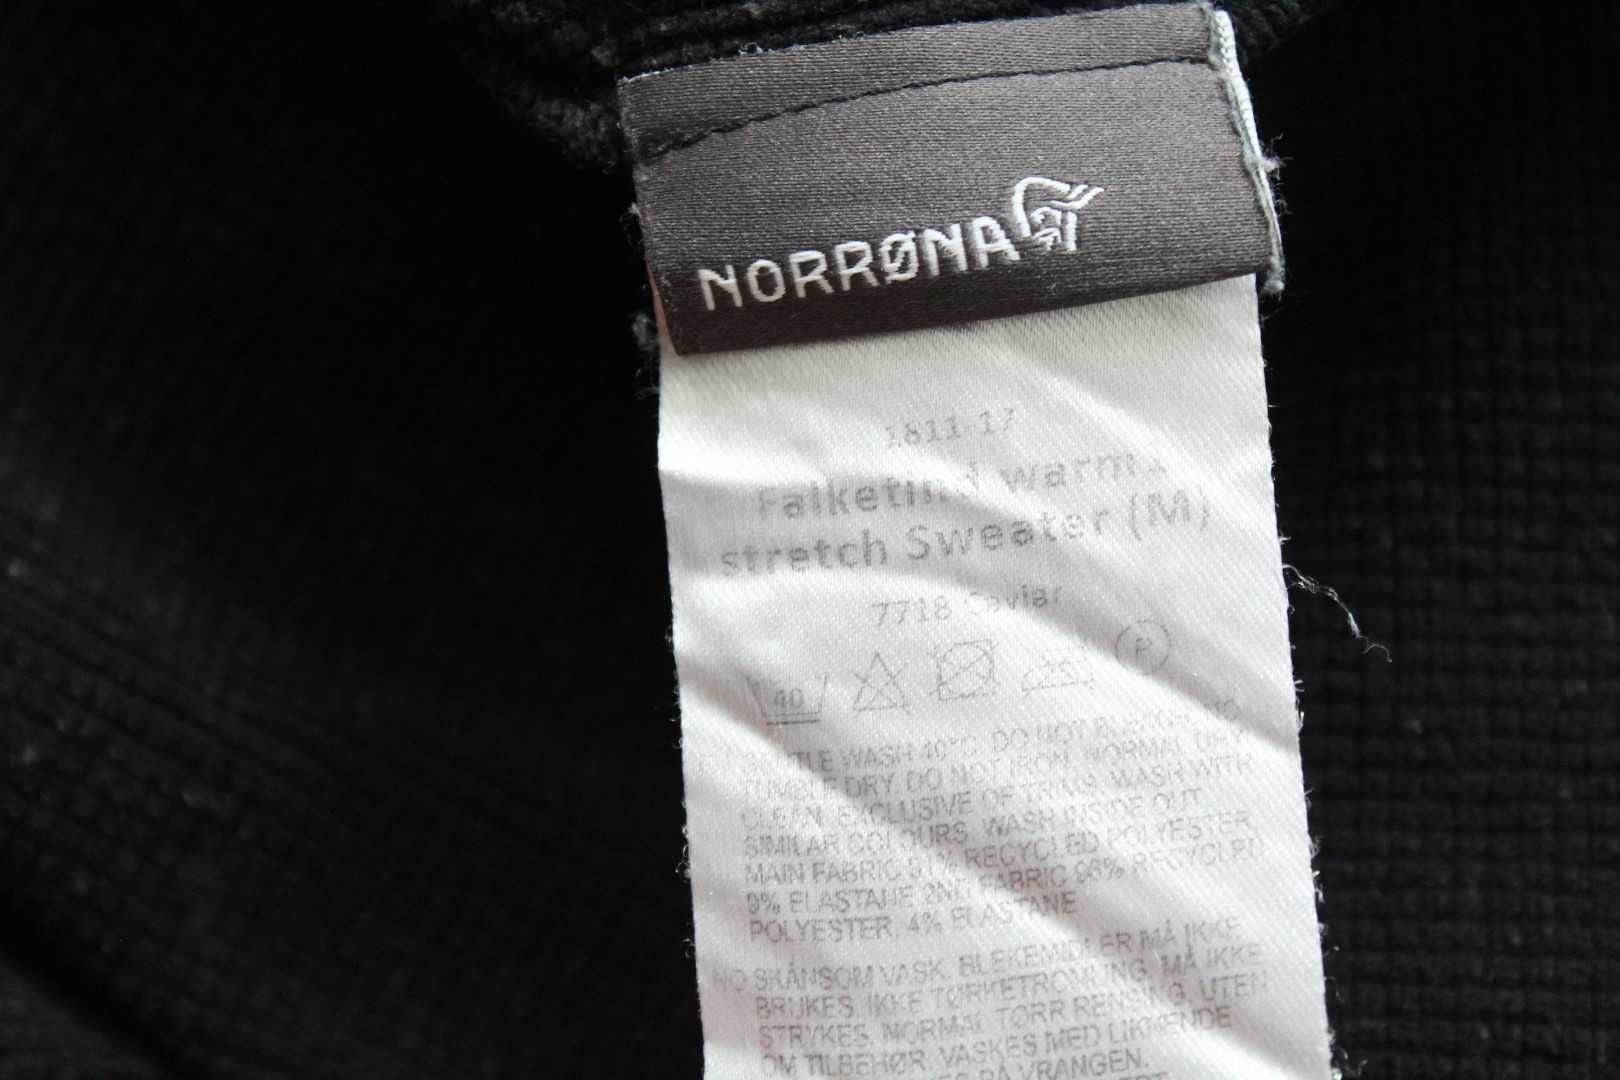 NORRØNA
1811-17
Falketind warm1
stretch Sweater (M)
7718 Caviar
40 P
GENTLE WASH 40°C. DO NOT BLEACH. DO NOT
TUMBLE DRY. DO NOT IRON. NORMAL DRY
CLEAN. EXCLUSIVE OF TRIMS. WASH WITH
SIMILAR COLOURS. WASH INSIDE OUT.
MAIN FABRIC 91% RECYCLED POLYESTER,
9% ELASTANE 2ND FABRIC 96% RECYCLED
POLYESTER, 4% ELASTANE
NO SKÅNSOM VASK. BLEKEMIDLER MÅ IKKE
BRUKES. IKKE TØRKETROMLING. MÅ IKKE
STRYKES. NORMAL TØRR RENSING, UTEN
OM TILBEHØR. VASKES MED LIKNENDE
PÅ VRANGEN.